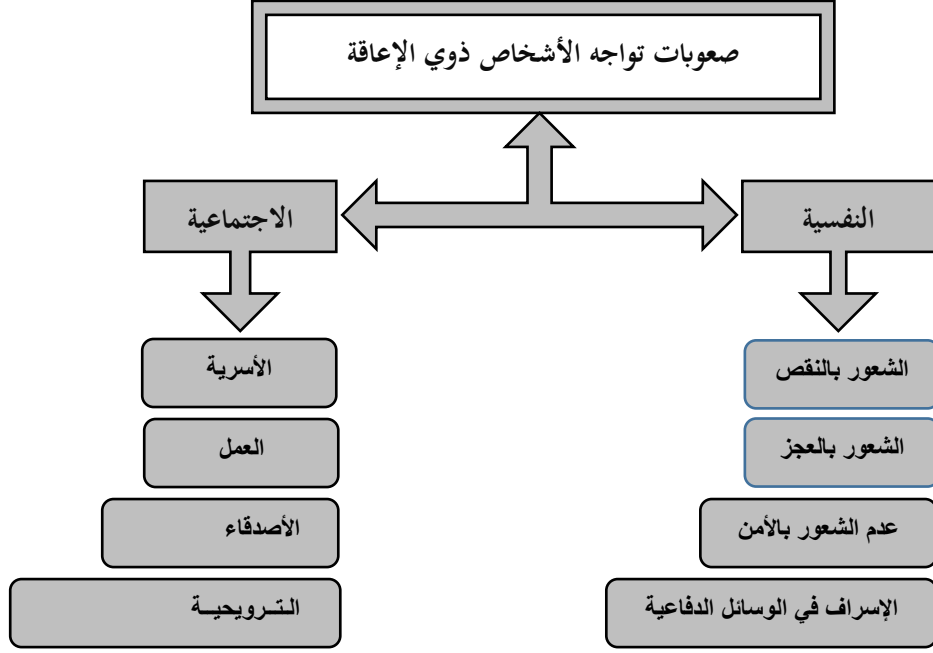 صعوبات تواجه الأشخاص ذوي الإعاقة
النفسية
الشعور بالنقص
الشعور بالعجز
عدم الشعور بالأمن
الإسراف في الوسائل الدفاعية
الاجتماعية
الأسرية
العمل
الأصدقاء
التـرويحيـة